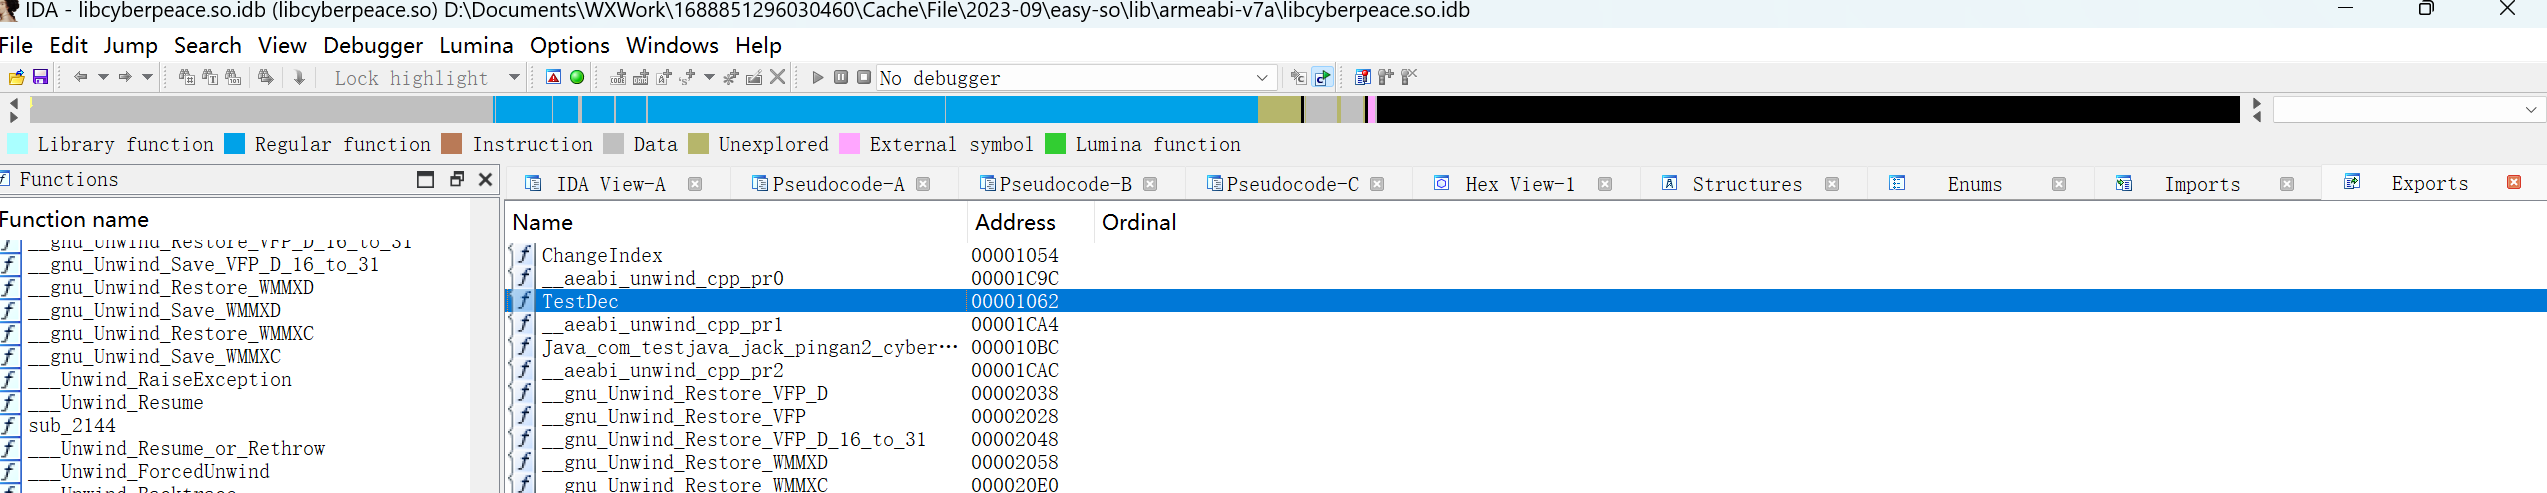 IDA - libcyberpeace.so.idb (libcyberpeace.so) D:\Documents\WXWork\1688851296030460\Cache\File\2023-09\easy-so\lib\armeabi-v7a\libcyberpeace.so.idb
File Edit Jump Search View Debugger Lumina Options Windows Help
Lock highlight No debugger
Library function Regular function Instruction Data Unexplored External symbol Lumina function
Functions
IDA View-A Pseudocode-A Pseudocode-B Pseudocode-C Hex View-1 Structures Enums Imports Exports
Function name
__gnu_Unwind_Restore_VFP_D_16_to_31
__gnu_Unwind_Save_VFP_D_16_to_31
__gnu_Unwind_Restore_WMMXD
__gnu_Unwind_Save_WMMXD
__gnu_Unwind_Restore_WMMXC
__gnu_Unwind_Save_WMMXC
___Unwind_RaiseException
___Unwind_Resume
sub_2144
___Unwind_Resume_or_Rethrow
___Unwind_ForcedUnwind
___Unwind_Backtrace
Name Address Ordinal
ChangeIndex 00001054
__aeabi_unwind_cpp_pr0 00001C9C
TestDec 00001062
__aeabi_unwind_cpp_pr1 00001CA4
Java_com_testjava_jack_pingan2_cyber… 000010BC
__aeabi_unwind_cpp_pr2 00001CAC
__gnu_Unwind_Restore_VFP_D 00002038
__gnu_Unwind_Restore_VFP 00002028
__gnu_Unwind_Restore_VFP_D_16_to_31 00002048
__gnu_Unwind_Restore_WMMXD 00002058
__gnu_Unwind_Restore_WMMXC 000020E0